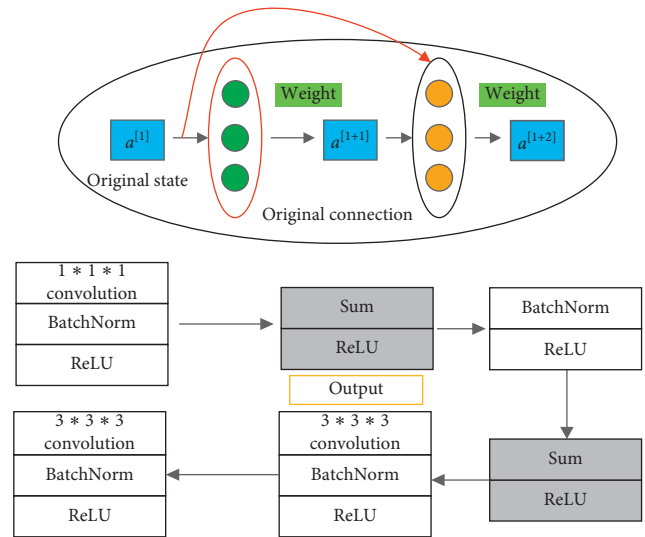 Weight
Weight
a[1]
a[1+1]
a[1+2]
Original state
Original connection
1 * 1 * 1
convolution
BatchNorm
ReLU
Sum
ReLU
BatchNorm
ReLU
Output
3 * 3 * 3
convolution
BatchNorm
ReLU
3 * 3 * 3
convolution
BatchNorm
ReLU
Sum
ReLU